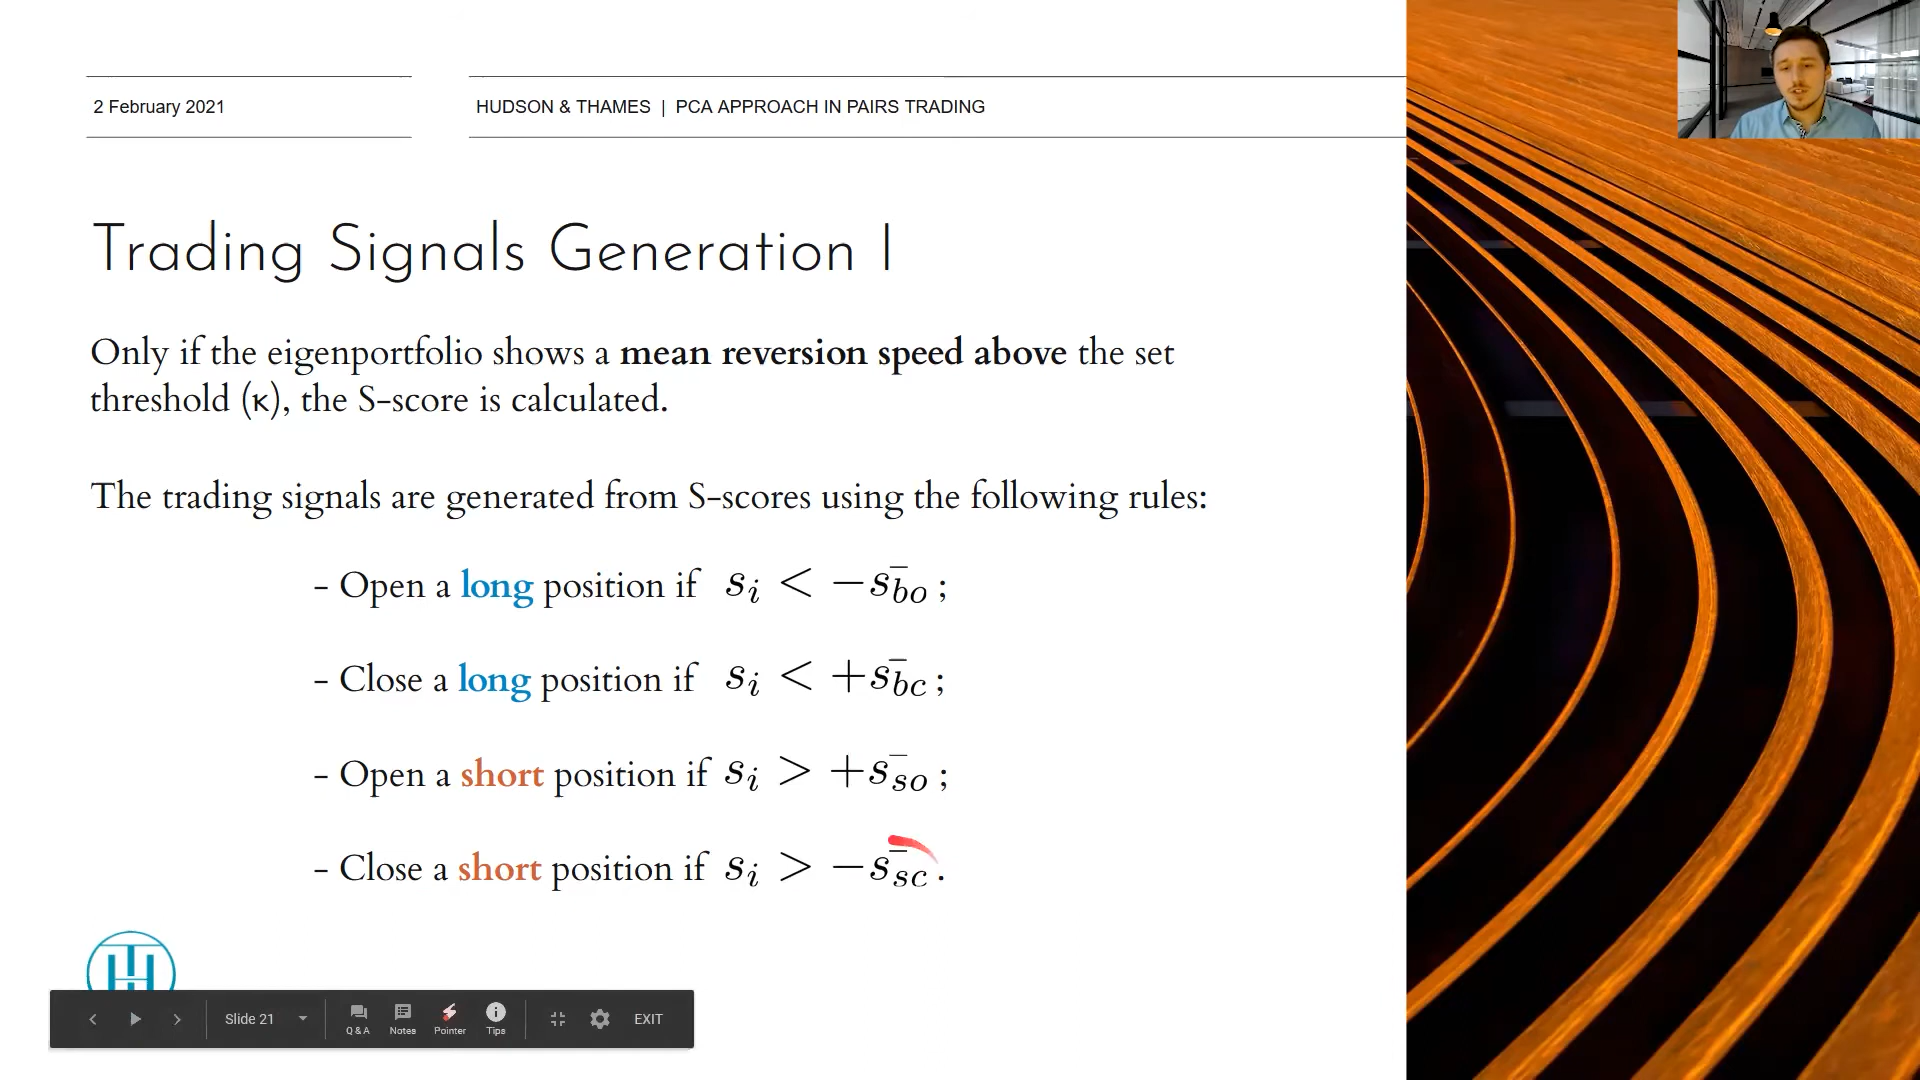 2 February 2021
HUDSON & THAMES | PCA APPROACH IN PAIRS TRADING
Trading Signals Generation I
Only if the eigenportfolio shows a mean reversion speed above the set
threshold (κ), the S-score is calculated.
The trading signals are generated from S-scores using the following rules:
- Open a long position if s_i < −s̄_bo ;
- Close a long position if s_i < +s̄_bc ;
- Open a short position if s_i > +s̄_so ;
- Close a short position if s_i > −s̄_sc .
Slide 21
Q & A
Notes
Pointer
Tips
EXIT